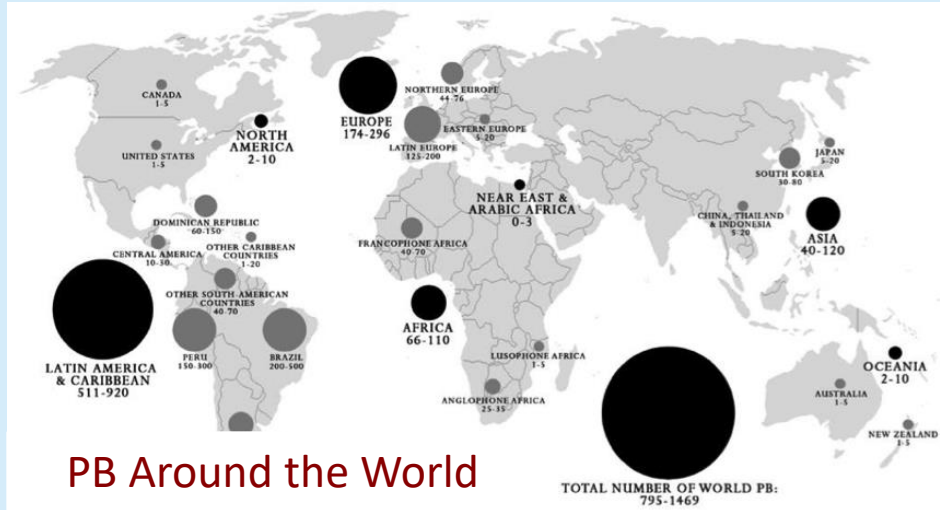 CANADA
1-5
UNITED STATES
1-5
NORTH
AMERICA
2-10
EUROPE
174-296
NORTHERN EUROPE
44-76
LATIN EUROPE
125-200
EASTERN EUROPE
5-20
JAPAN
5-20
SOUTH KOREA
30-80
CHINA, THAILAND
& INDONESIA
5-20
ASIA
40-120
NEAR EAST &
ARABIC AFRICA
0-3
DOMINICAN REPUBLIC
60-150
OTHER CARIBBEAN
COUNTRIES
1-20
CENTRAL AMERICA
10-30
FRANCOPHONE AFRICA
40-70
OTHER SOUTH-AMERICAN
COUNTRIES
40-70
PERU
150-300
BRAZIL
200-500
LATIN AMERICA
& CARIBBEAN
511-920
AFRICA
66-110
LUSOPHONE AFRICA
1-5
ANGLOPHONE AFRICA
25-35
OCEANIA
2-10
AUSTRALIA
1-5
NEW ZEALAND
1-5
PB Around the World
TOTAL NUMBER OF WORLD PB:
795-1469